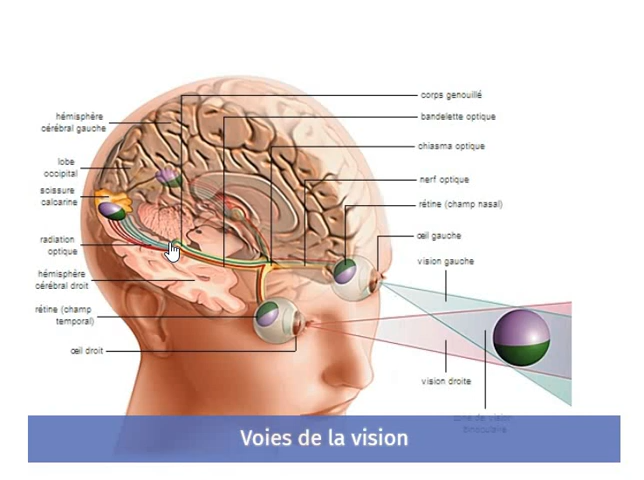 corps genouillé
bandelette optique
chiasma optique
nerf optique
rétine (champ nasal)
œil gauche
vision gauche
hémisphère
cérébral gauche
lobe
occipital
scissure
calcarine
radiation
optique
hémisphère
cérébral droit
rétine (champ
temporal)
œil droit
vision droite
Voies de la vision